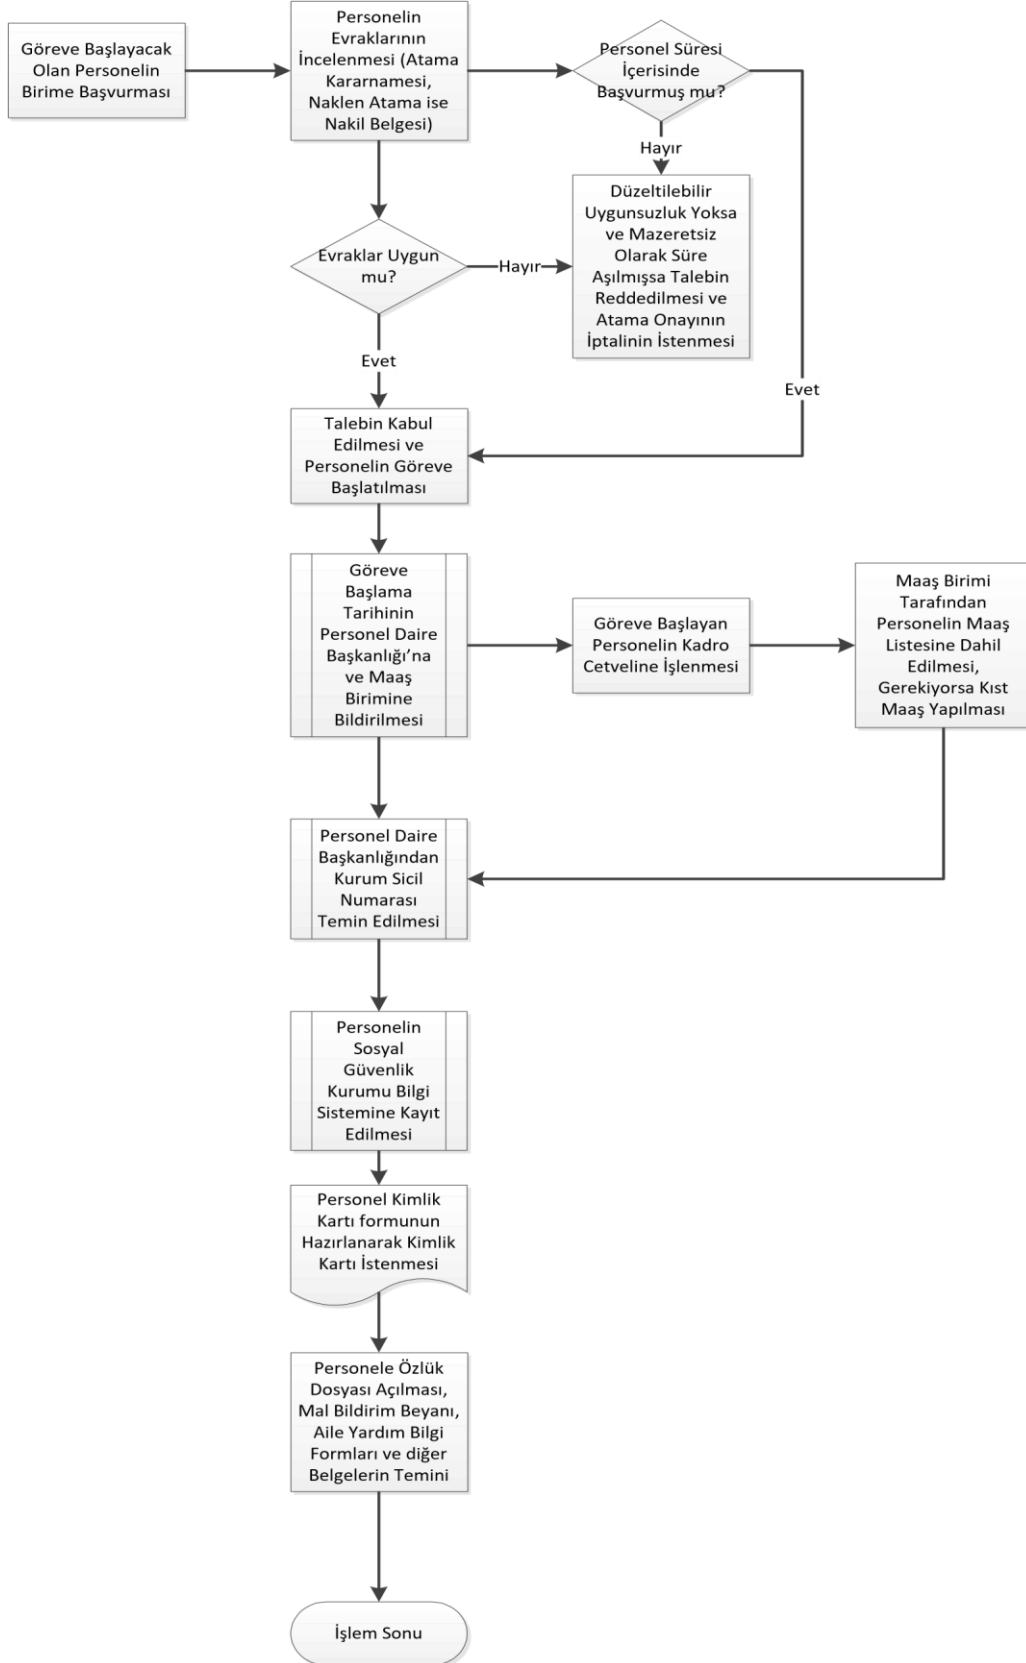 Göreve Başlayacak
Olan Personelin
Birime Başvurması
Personelin
Evraklarının
İncelenmesi (Atama
Kararnamesi,
Naklen Atama ise
Nakil Belgesi)
Personel Süresi
İçerisinde
Başvurmuş mu?
Hayır
Evet
Evraklar Uygun
mu?
Hayır
Evet
Düzeltilebilir
Uygunsuzluk Yoksa
ve Mazeretsiz
Olarak Süre
Aşılmışsa Talebin
Reddedilmesi ve
Atama Onayının
İptalinin İstenmesi
Talebin Kabul
Edilmesi ve
Personelin Göreve
Başlatılması
Göreve
Başlama
Tarihinin
Personel Daire
Başkanlığı’na
ve Maaş
Birimine
Bildirilmesi
Göreve Başlayan
Personelin Kadro
Cetveline İşlenmesi
Maaş Birimi
Tarafından
Personelin Maaş
Listesine Dahil
Edilmesi,
Gerekiyorsa Kıst
Maaş Yapılması
Personel Daire
Başkanlığından
Kurum Sicil
Numarası
Temin Edilmesi
Personelin
Sosyal
Güvenlik
Kurumu Bilgi
Sistemine Kayıt
Edilmesi
Personel Kimlik
Kartı formunun
Hazırlanarak Kimlik
Kartı İstenmesi
Personele Özlük
Dosyası Açılması,
Mal Bildirim Beyanı,
Aile Yardım Bilgi
Formları ve diğer
Belgelerin Temini
İşlem Sonu